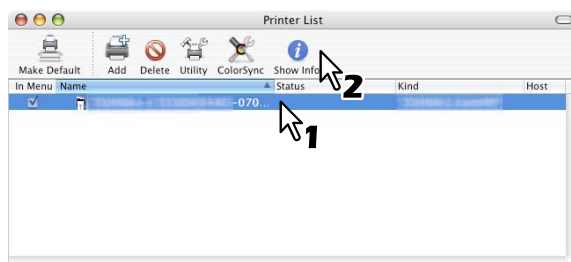 Printer List
Make Default Add Delete Utility ColorSync Show Info
2
In Menu Name Status Kind Host
-070...
1